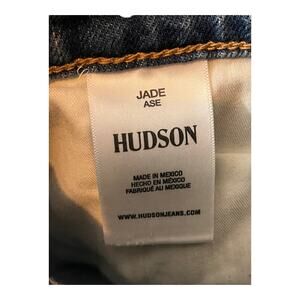 JADE
ASE
HUDSON
MADE IN MEXICO
HECHO EN MÉXICO
FABRIQUÉ AU MEXIQUE
WWW.HUDSONJEANS.COM